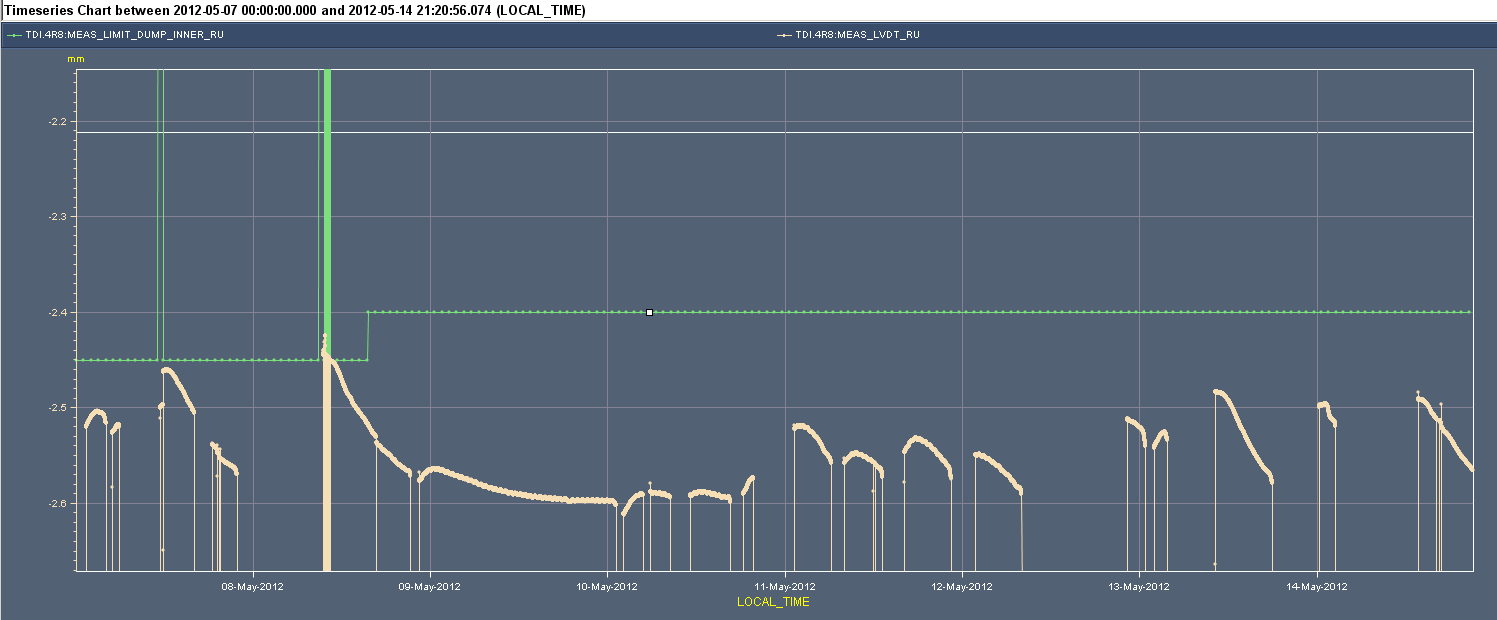 Timeseries Chart between 2012-05-07 00:00:00.000 and 2012-05-14 21:20:56.074 (LOCAL_TIME)
TDI.4R8:MEAS_LIMIT_DUMP_INNER_RU TDI.4R8:MEAS_LVDT_RU
mm
-2.2
-2.3
-2.4
-2.5
-2.6
08-May-2012 09-May-2012 10-May-2012 11-May-2012 12-May-2012 13-May-2012 14-May-2012
LOCAL_TIME